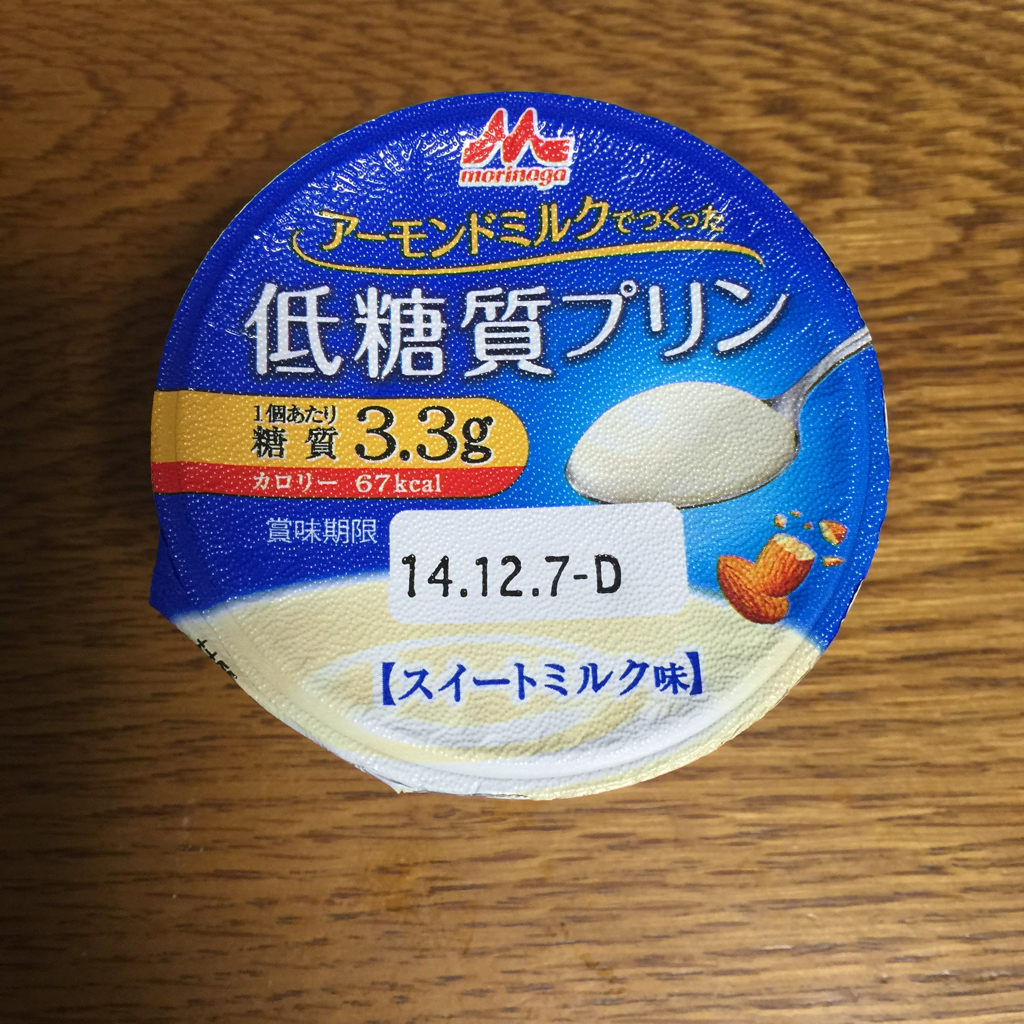 morinaga
アーモンドミルクでつくった
低糖質プリン
1個あたり
糖質 3.3g
カロリー 67kcal
賞味期限
14.12.7-D
【スイートミルク味】